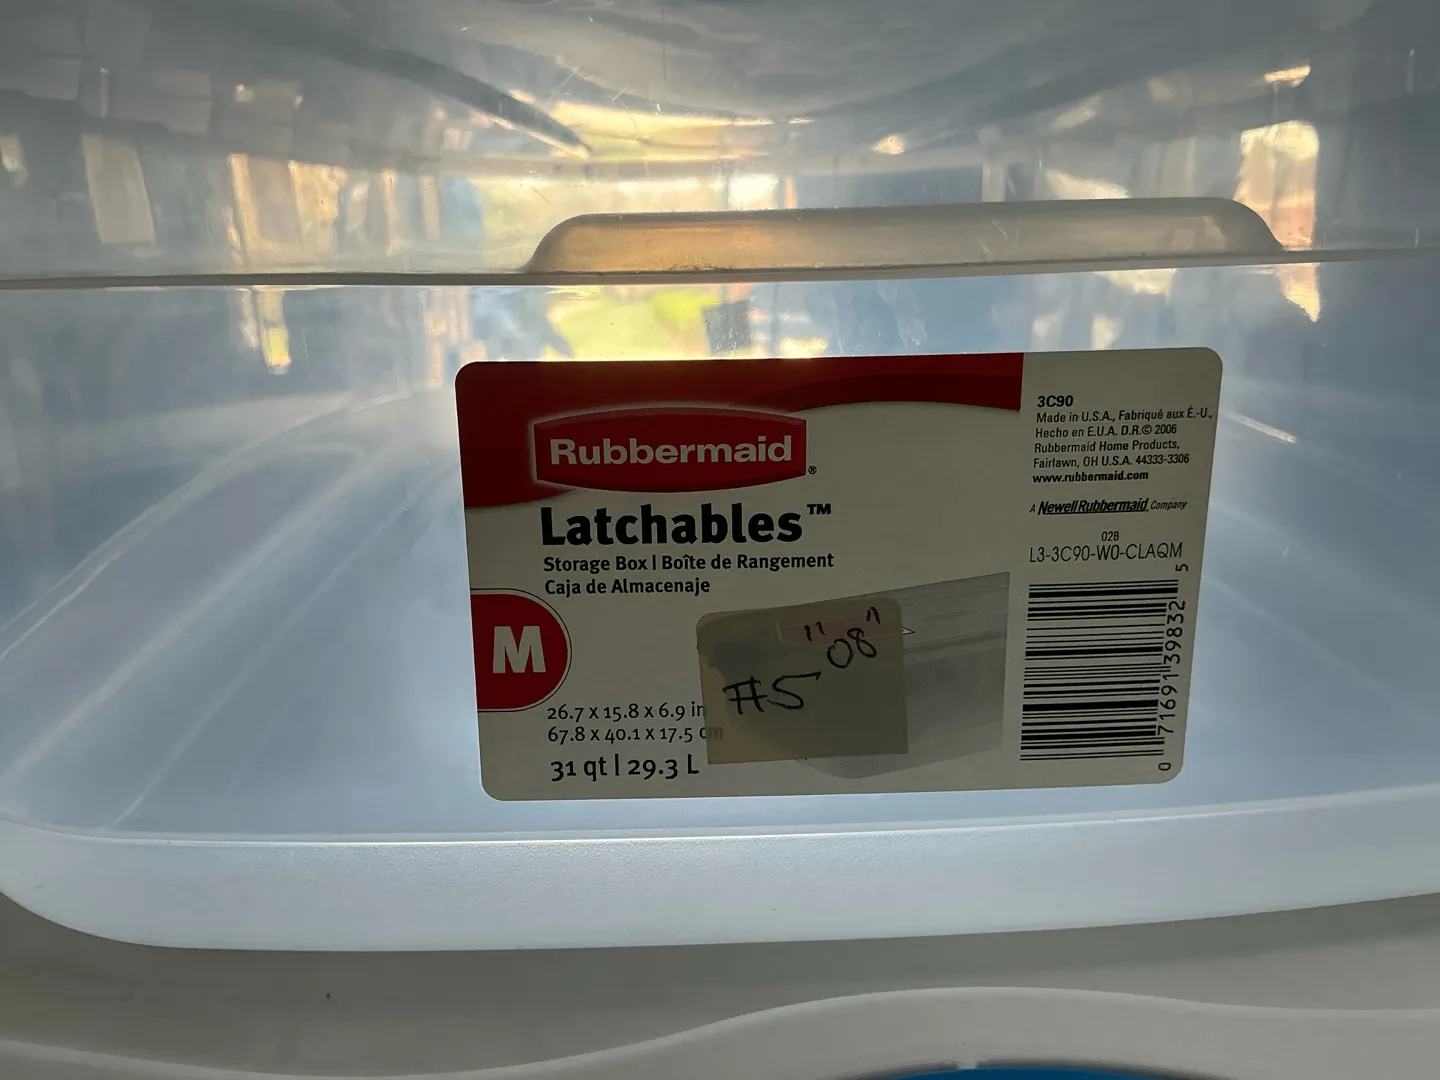 Rubbermaid®
Latchables™
Storage Box | Boîte de Rangement
Caja de Almacenaje
M
26.7 x 15.8 x 6.9 in
67.8 x 40.1 x 17.5 cm
31 qt | 29.3 L
"08"
#5
3C90
Made in U.S.A., Fabriqué aux É.-U.,
Hecho en E.U.A. D.R.© 2006
Rubbermaid Home Products,
Fairlawn, OH U.S.A. 44333-3306
www.rubbermaid.com
A Newell Rubbermaid Company
02B
L3-3C90-W0-CLAQM
0 71691 39832 5